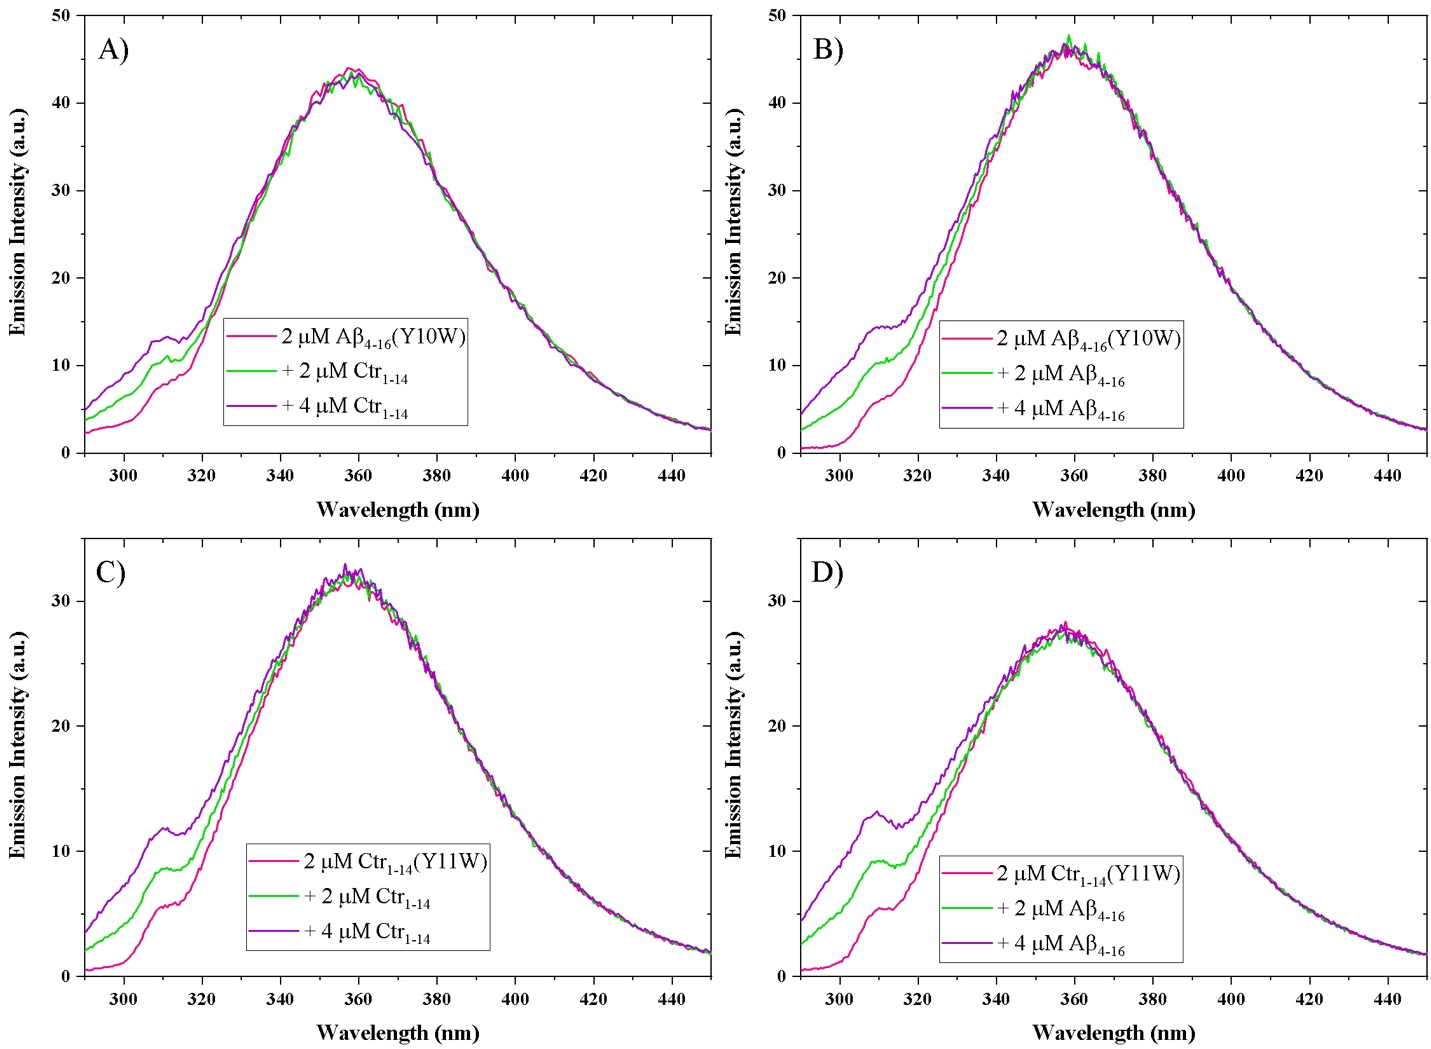 A)
50
40
30
20
10
0
Emission Intensity (a.u.)
2 μM Aβ4-16(Y10W)
+ 2 μM Ctr1-14
+ 4 μM Ctr1-14
300 320 340 360 380 400 420 440
Wavelength (nm)
B)
50
40
30
20
10
0
Emission Intensity (a.u.)
2 μM Aβ4-16(Y10W)
+ 2 μM Aβ4-16
+ 4 μM Aβ4-16
300 320 340 360 380 400 420 440
Wavelength (nm)
C)
30
20
10
0
Emission Intensity (a.u.)
2 μM Ctr1-14(Y11W)
+ 2 μM Ctr1-14
+ 4 μM Ctr1-14
300 320 340 360 380 400 420 440
Wavelength (nm)
D)
30
20
10
0
Emission Intensity (a.u.)
2 μM Ctr1-14(Y11W)
+ 2 μM Aβ4-16
+ 4 μM Aβ4-16
300 320 340 360 380 400 420 440
Wavelength (nm)